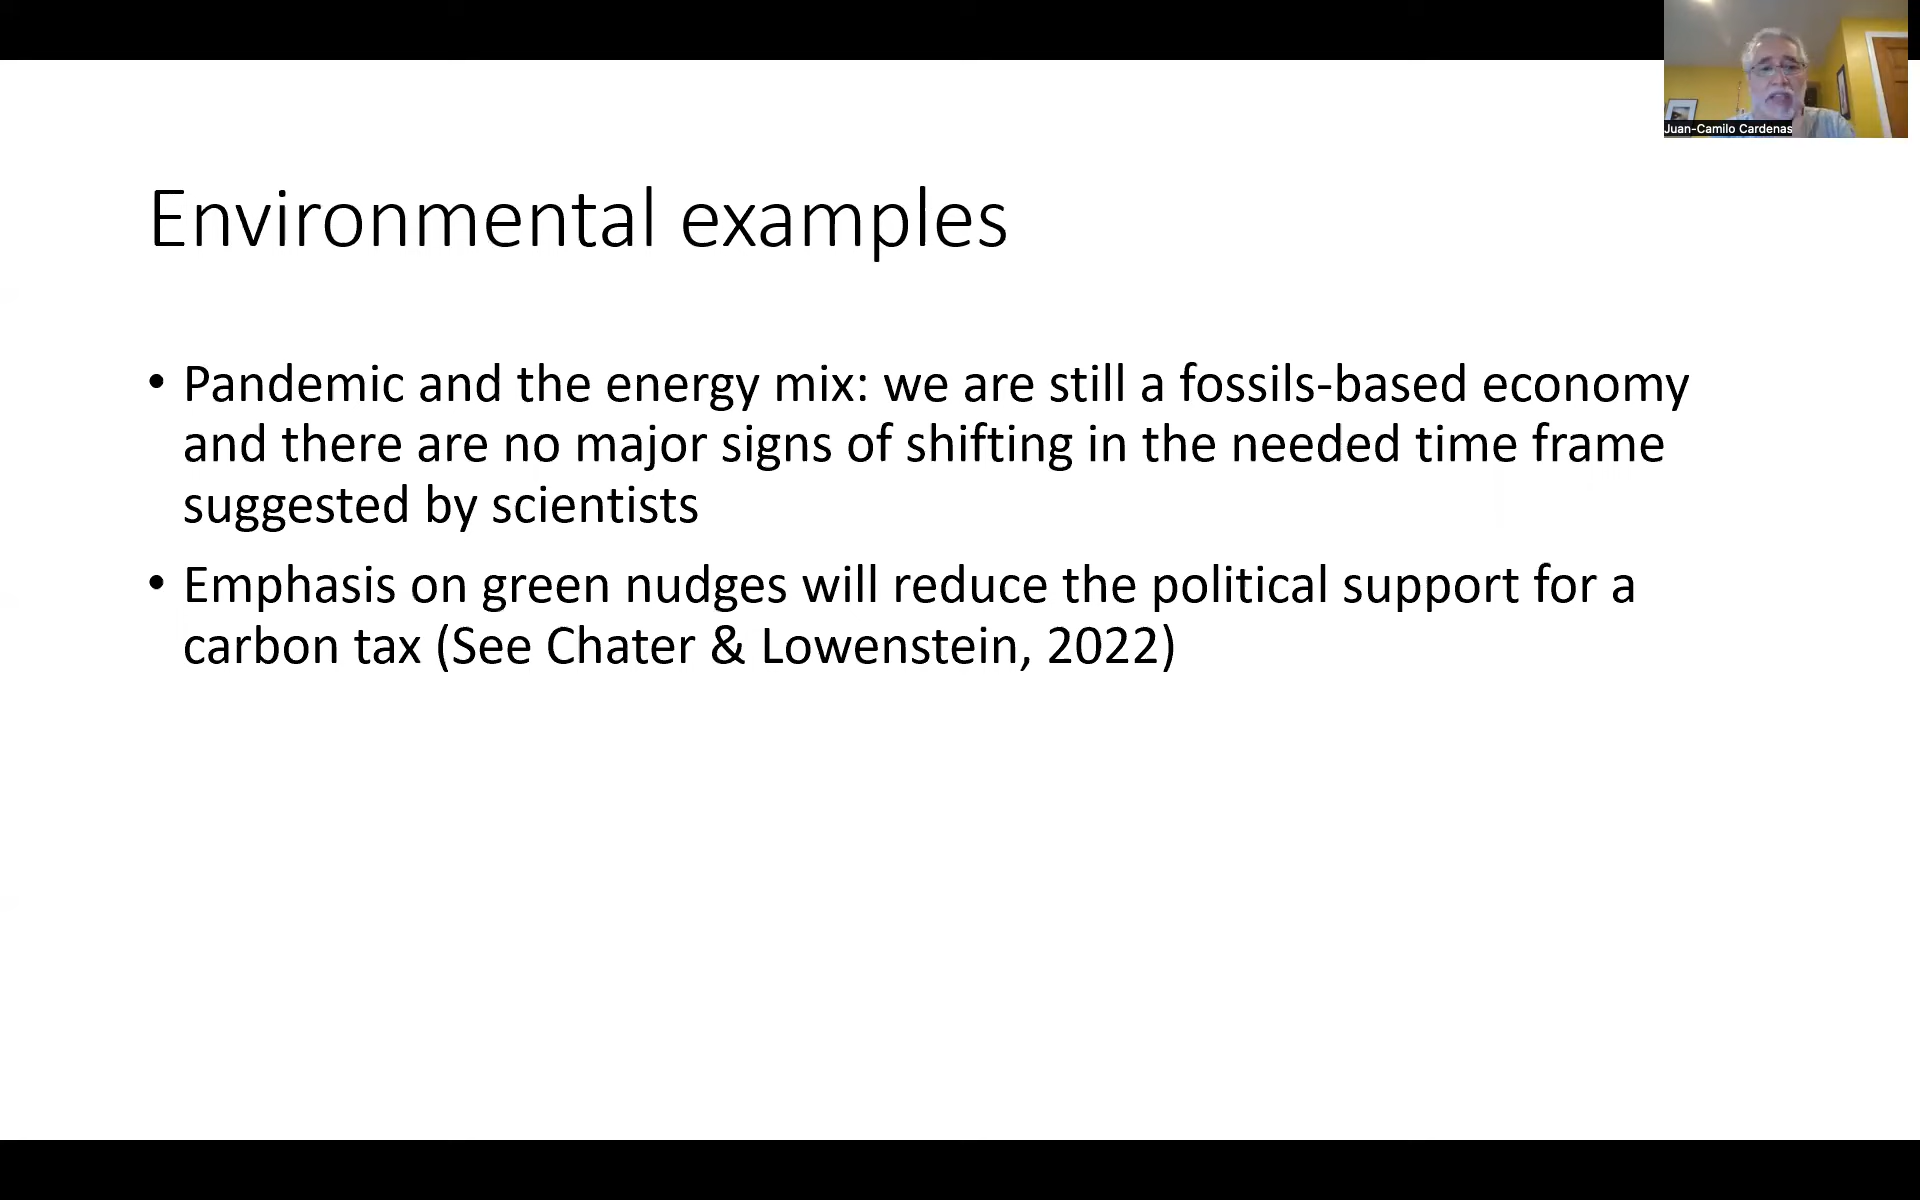 Juan-Camilo Cardenas
Environmental examples
• Pandemic and the energy mix: we are still a fossils-based economy
and there are no major signs of shifting in the needed time frame
suggested by scientists
• Emphasis on green nudges will reduce the political support for a
carbon tax (See Chater & Lowenstein, 2022)